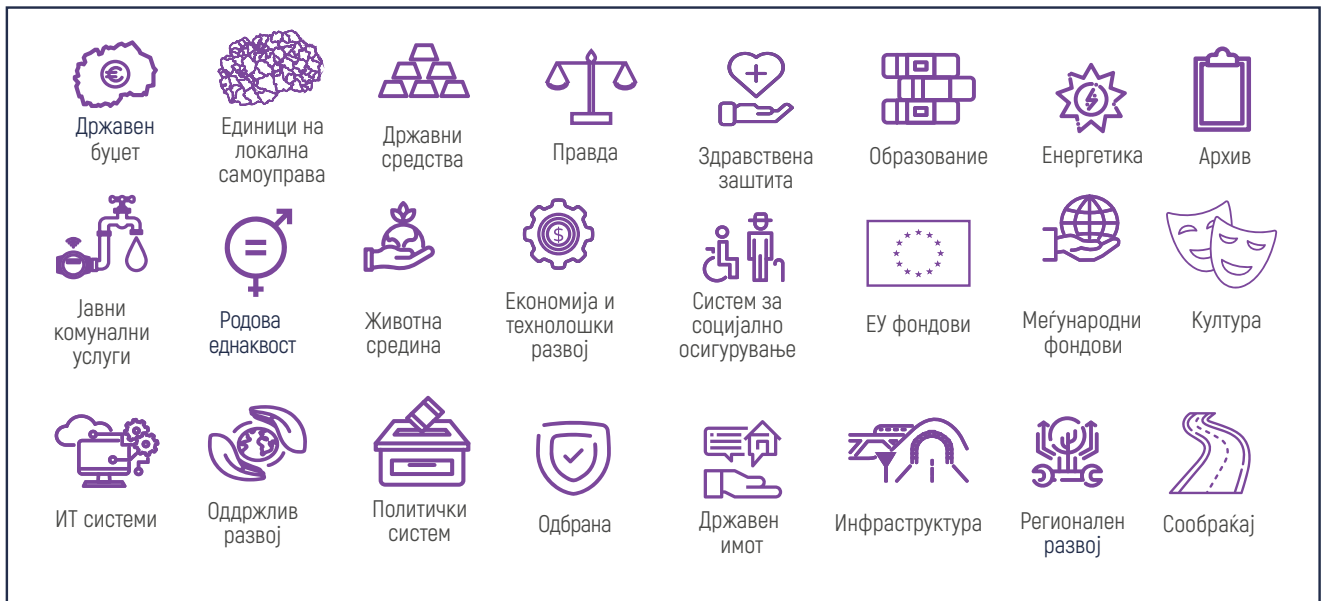 Државен
буџет
Единици на
локална
самоуправа
Државни
средства
Правда
Здравствена
заштита
Образование
Енергетика
Архив
Јавни
комунални
услуги
Родова
еднаквост
Животна
средина
Економија и
технолошки
развој
Систем за
социјално
осигурување
ЕУ фондови
Меѓународни
фондови
Култура
ИТ системи
Оддржлив
развој
Политички
систем
Одбрана
Државен
имот
Инфраструктура
Регионален
развој
Сообраќај